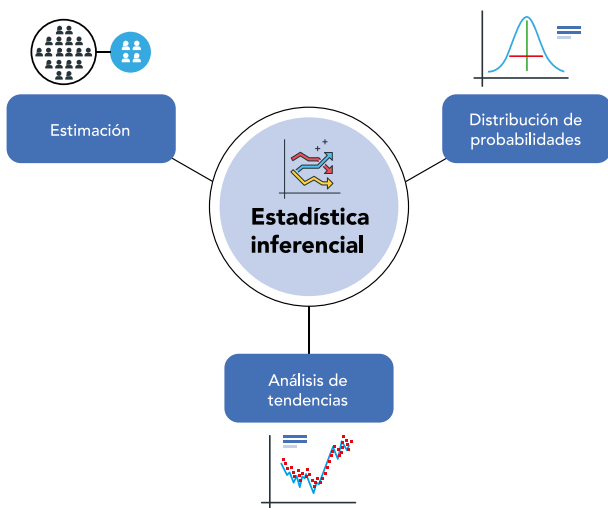 Estimación
Distribución de
probabilidades
Estadística
inferencial
Análisis de
tendencias